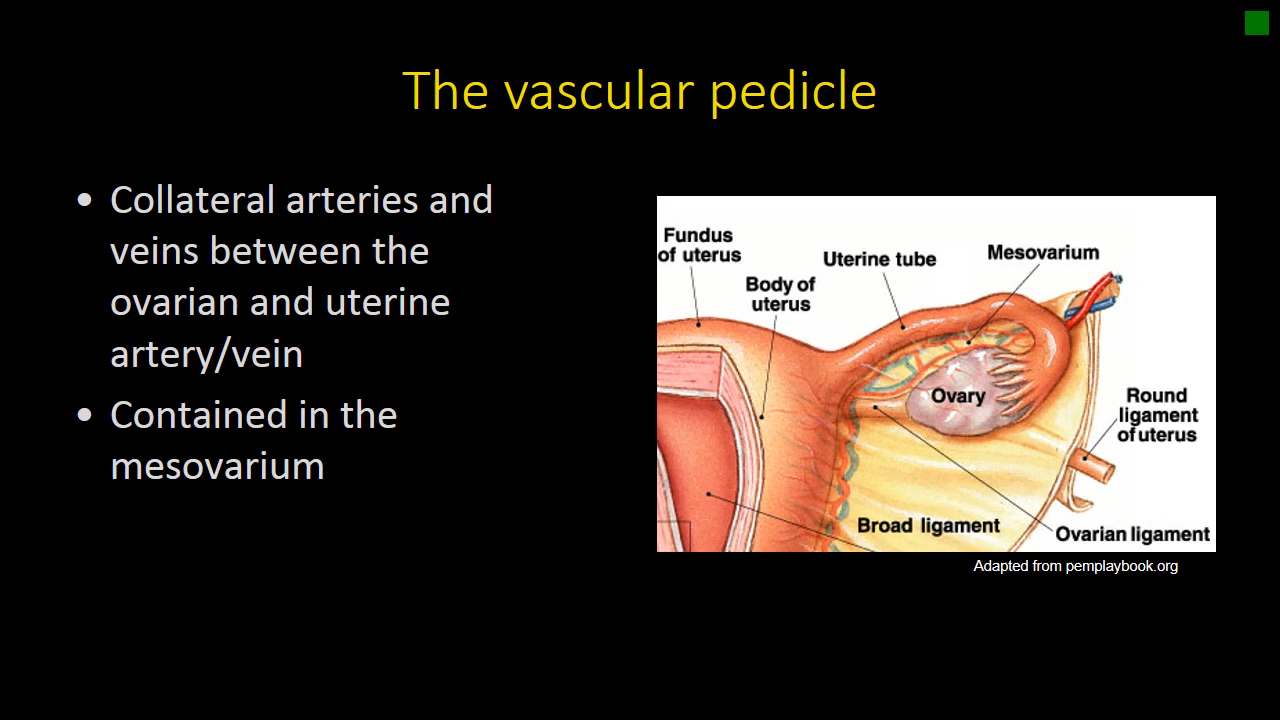 The vascular pedicle
• Collateral arteries and
veins between the
ovarian and uterine
artery/vein
• Contained in the
mesovarium
Fundus
of uterus
Body of
uterus
Uterine tube
Mesovarium
Ovary
Round
ligament
of uterus
Broad ligament
Ovarian ligament
Adapted from pemplaybook.org